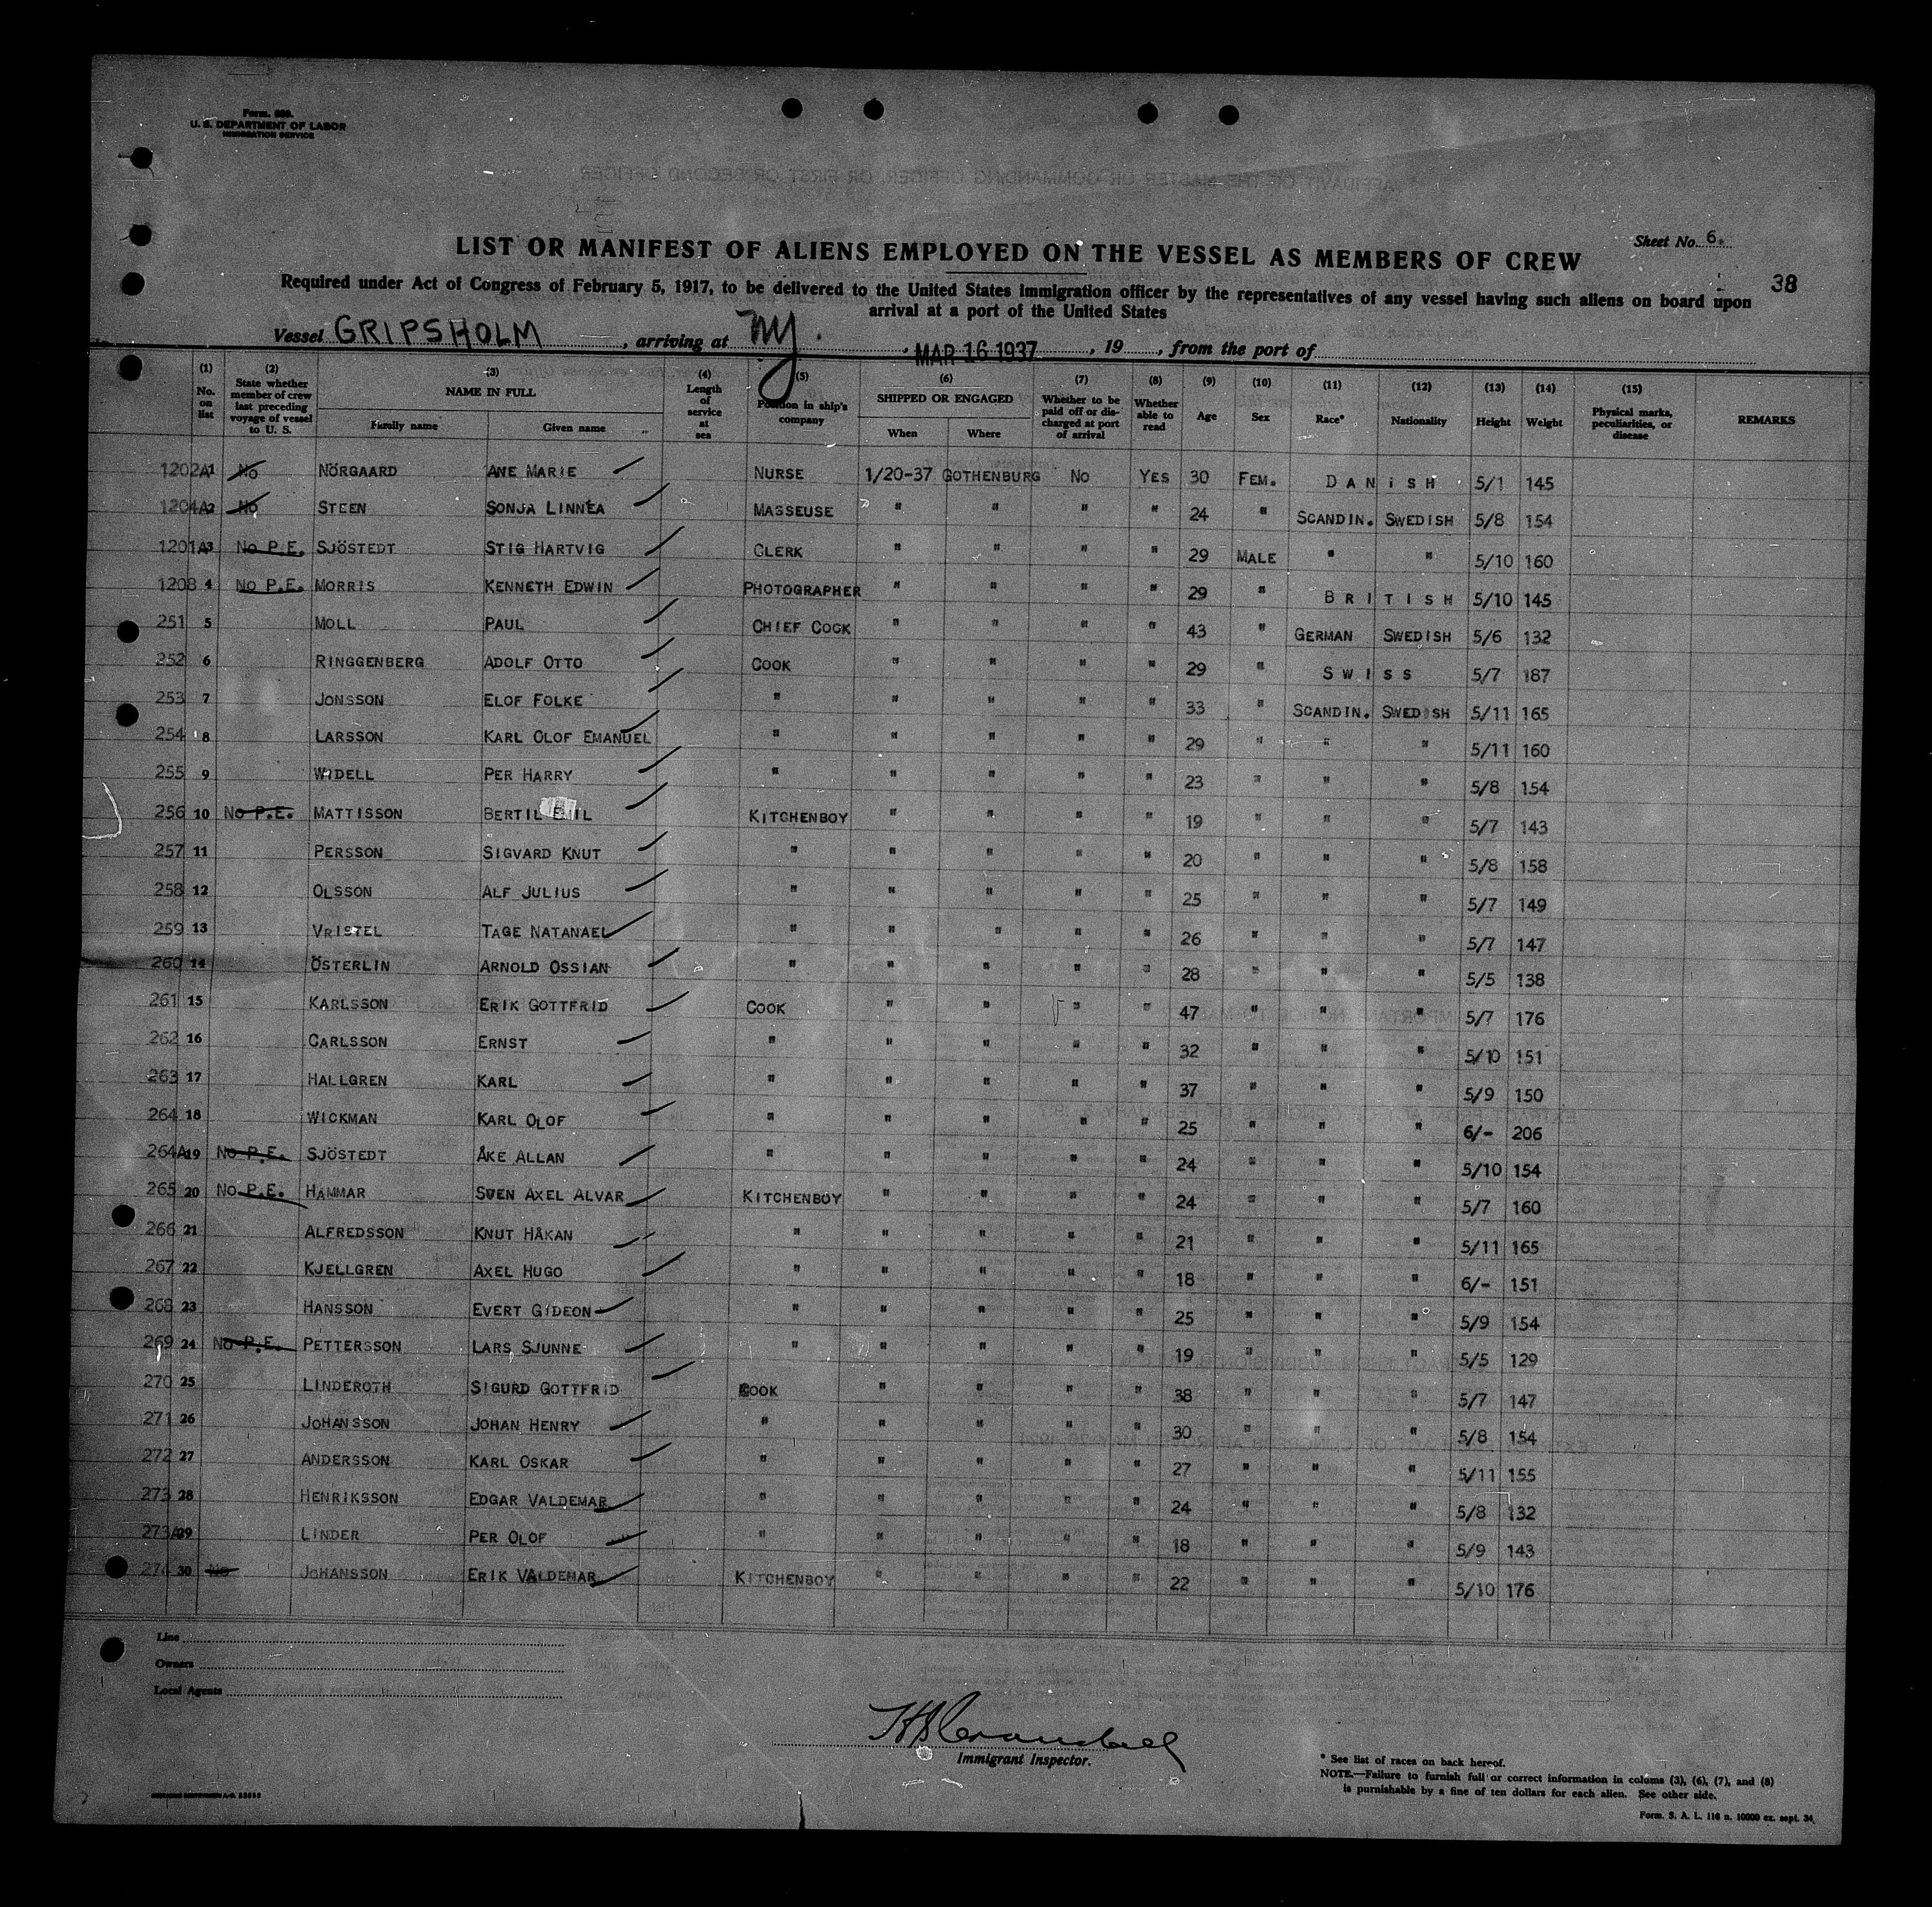 Form. 689.
U. S. DEPARTMENT OF LABOR
IMMIGRATION SERVICE
Sheet No. 6.
38
LIST OR MANIFEST OF ALIENS EMPLOYED ON THE VESSEL AS MEMBERS OF CREW
Required under Act of Congress of February 5, 1917, to be delivered to the United States immigration officer by the representatives of any vessel having such aliens on board upon
arrival at a port of the United States
Vessel GRIPSHOLM, arriving at NY. , MAR 16 1937 , 19 , from the port of
(1) No. on list (2) State whether member of crew last preceding voyage of vessel to U. S. (3) NAME IN FULL Family name Given name (4) Length of service at sea (5) Position in ship's company (6) SHIPPED OR ENGAGED When Where (7) Whether to be paid off or discharged at port of arrival (8) Whether able to read (9) Age (10) Sex (11) Race* (12) Nationality (13) Height (14) Weight (15) Physical marks, peculiarities, or disease REMARKS
1202A 1 No NÖRGAARD ANE MARIE NURSE 1/20-37 GOTHENBURG No YES 30 FEM. DANISH 5/1 145
1204A 2 No STEEN SONJA LINNÉA MASSEUSE " " " " 24 " SCANDIN. SWEDISH 5/8 154
1201A 3 No P.E. SJÖSTEDT STIG HARTVIG CLERK " " " " 29 MALE " " 5/10 160
1208 4 No P.E. MORRIS KENNETH EDWIN PHOTOGRAPHER " " " " 29 " BRITISH 5/10 145
251 5 MOLL PAUL CHIEF COOK " " " " 43 " GERMAN SWEDISH 5/6 132
252 6 RINGGENBERG ADOLF OTTO COOK " " " " 29 " SWISS 5/7 187
253 7 JONSSON ELOF FOLKE " " " " " 33 " SCANDIN. SWEDISH 5/11 165
254 8 LARSSON KARL OLOF EMANUEL " " " " " 29 " " " 5/11 160
255 9 WIDELL PER HARRY " " " " " 23 " " " 5/8 154
256 10 No P.E. MATTISSON BERTIL EMIL KITCHENBOY " " " " 19 " " " 5/7 143
257 11 PERSSON SIGVARD KNUT " " " " " 20 " " " 5/8 158
258 12 OLSSON ALF JULIUS " " " " " 25 " " " 5/7 149
259 13 VRISTEL TAGE NATANAEL " " " " " 26 " " " 5/7 147
260 14 ÖSTERLIN ARNOLD OSSIAN " " " " " 28 " " " 5/5 138
261 15 KARLSSON ERIK GOTTFRID COOK " " " " 47 " " " 5/7 176
262 16 CARLSSON ERNST " " " " " 32 " " " 5/10 151
263 17 HALLGREN KARL " " " " " 37 " " " 5/9 150
264 18 WICKMAN KARL OLOF " " " " " 25 " " " 6/- 206
264A 19 No P.E. SJÖSTEDT ÅKE ALLAN " " " " " 24 " " " 5/10 154
265 20 No P.E. HAMMAR SVEN AXEL ALVAR KITCHENBOY " " " " 24 " " " 5/7 160
266 21 ALFREDSSON KNUT HÅKAN " " " " " 21 " " " 5/11 165
267 22 KJELLGREN AXEL HUGO " " " " " 18 " " " 6/- 151
268 23 HANSSON EVERT GIDEON " " " " " 25 " " " 5/9 154
269 24 No P.E. PETTERSSON LARS SJUNNE " " " " " 19 " " " 5/5 129
270 25 LINDEROTH SIGURD GOTTFRID COOK " " " " 38 " " " 5/7 147
271 26 JOHANSSON JOHAN HENRY " " " " " 30 " " " 5/8 154
272 27 ANDERSSON KARL OSKAR " " " " " 27 " " " 5/11 155
273 28 HENRIKSSON EDGAR VALDEMAR " " " " " 24 " " " 5/8 132
273A 29 LINDER PER OLOF " " " " " 18 " " " 5/9 143
274 30 No JOHANSSON ERIK VALDEMAR KITCHENBOY " " " " 22 " " " 5/10 176
Line
Owners
Local Agents
Immigrant Inspector.
* See list of races on back hereof.
NOTE.—Failure to furnish full or correct information in colums (3), (6), (7), and (8)
is purnishable by a fine of ten dollars for each alien. See other side.
Form. S. A. L. 116 n. 10000 ex. sept. 34.